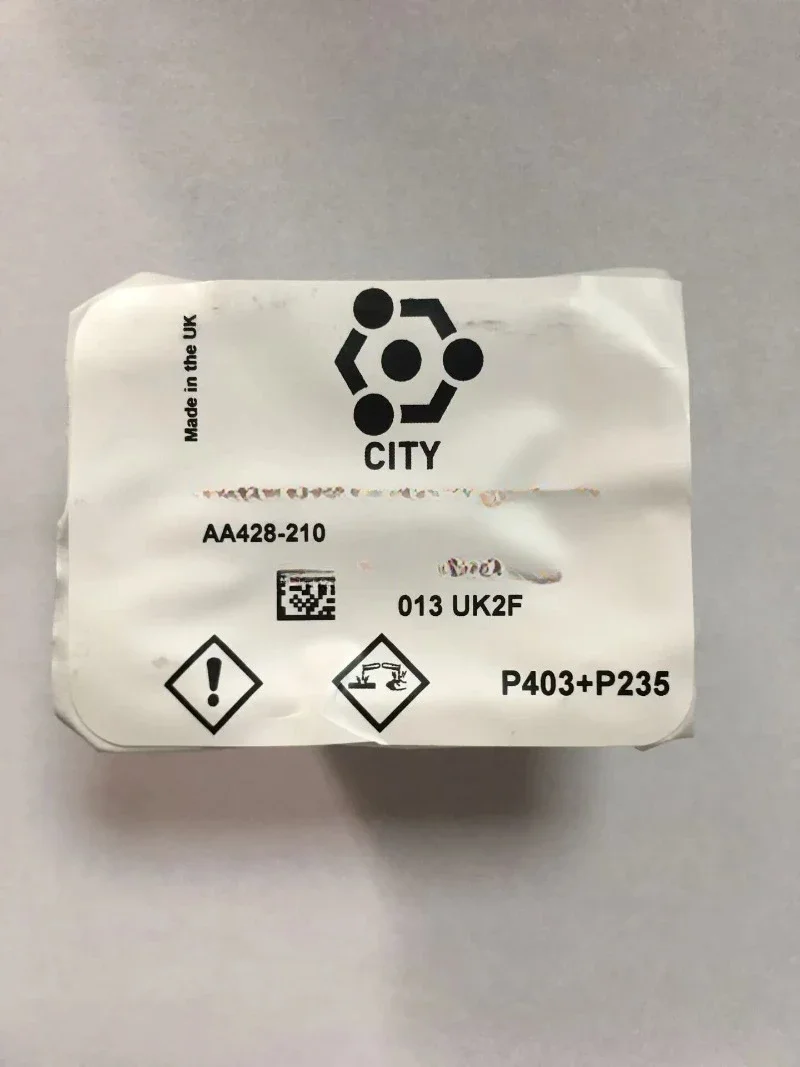 Made in the UK
CITY
AA428-210
013 UK2F
P403+P235